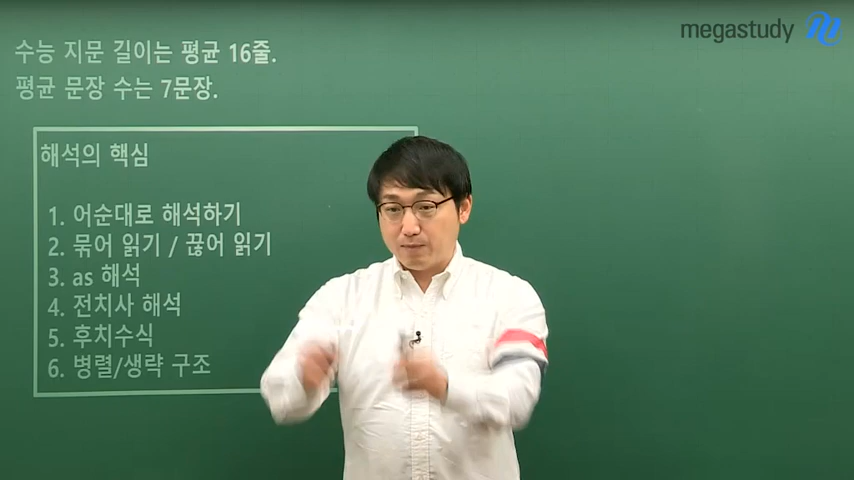 megastudy
수능 지문 길이는 평균 16줄.
평균 문장 수는 7문장.
해석의 핵심
1. 어순대로 해석하기
2. 묶어 읽기 / 끊어 읽기
3. as 해석
4. 전치사 해석
5. 후치수식
6. 병렬/생략 구조